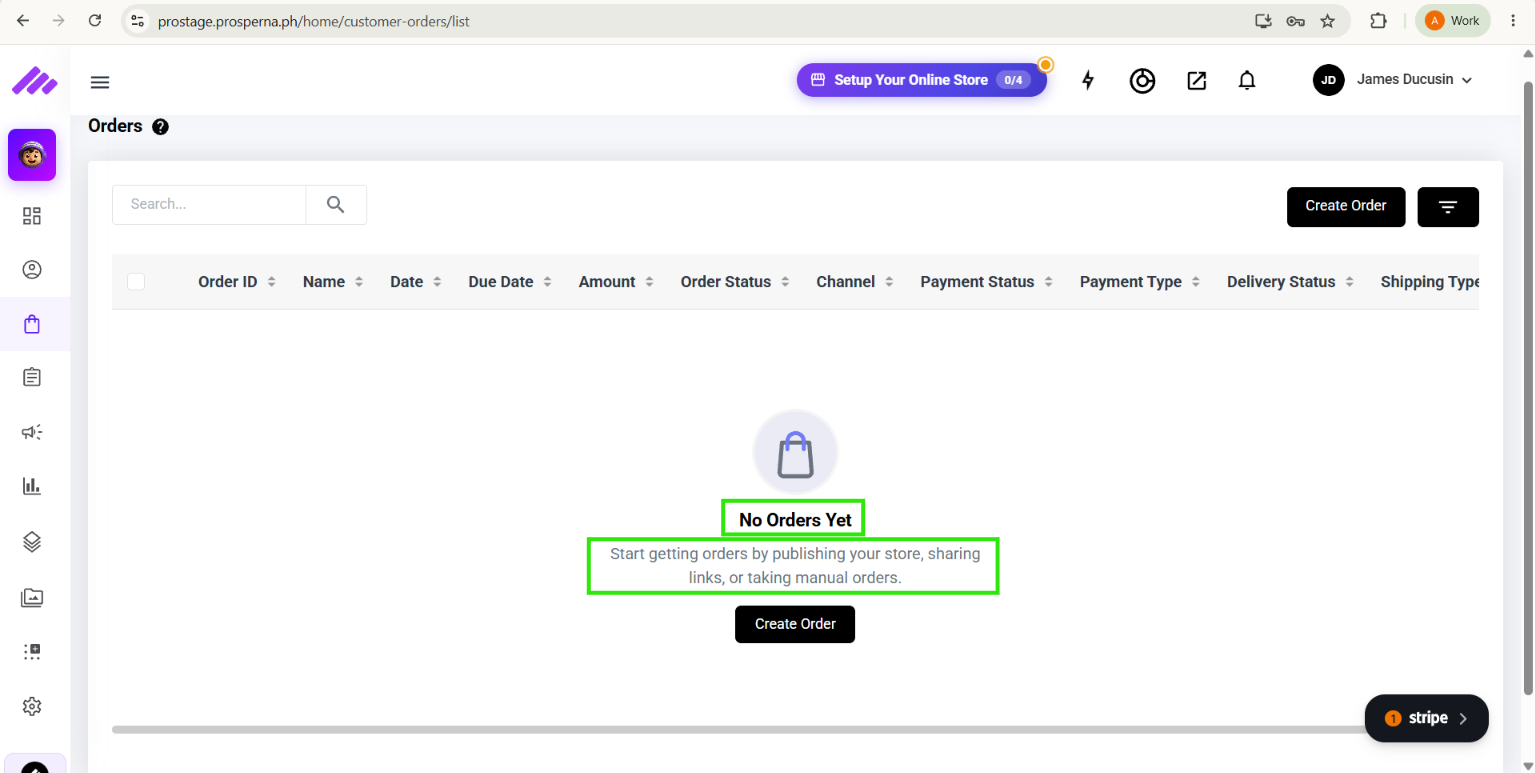 prostage.prosperna.ph/home/customer-orders/list
A Work
Setup Your Online Store 0/4
JD James Ducusin
Orders ?
Search...
Create Order
Order ID Name Date Due Date Amount Order Status Channel Payment Status Payment Type Delivery Status Shipping Type
No Orders Yet
Start getting orders by publishing your store, sharing
links, or taking manual orders.
Create Order
1 stripe